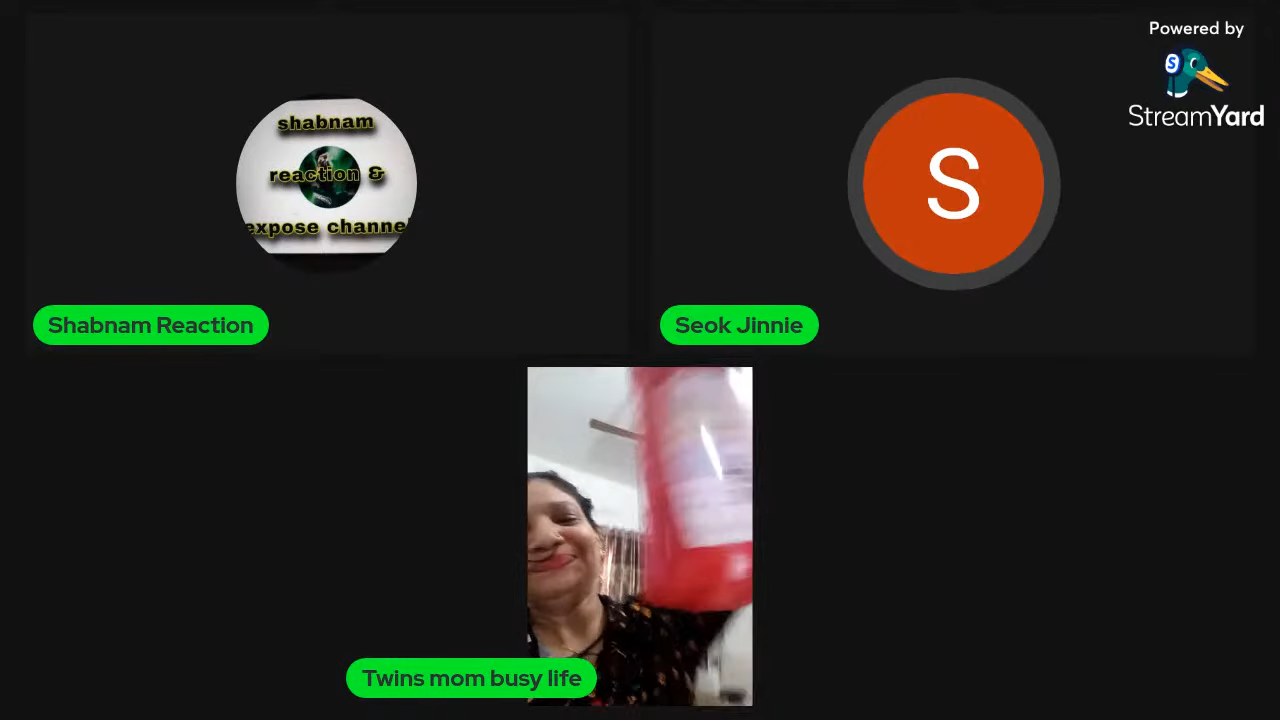 Powered by
S
StreamYard
shabnam
reaction &
expose channel
S
Shabnam Reaction
Seok Jinnie
Twins mom busy life